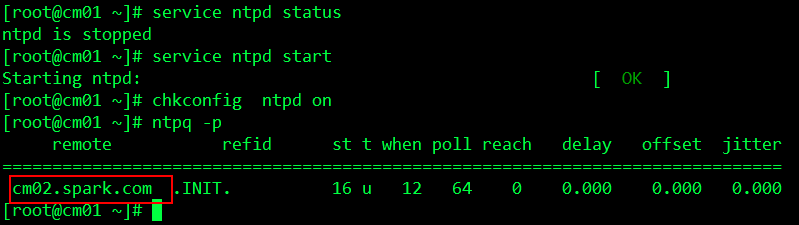 [root@cm01 ~]# service ntpd status
ntpd is stopped
[root@cm01 ~]# service ntpd start
Starting ntpd:                                             [  OK  ]
[root@cm01 ~]# chkconfig  ntpd on
[root@cm01 ~]# ntpq -p
     remote           refid      st t when poll reach   delay   offset  jitter
==============================================================================
 cm02.spark.com  .INIT.          16 u   12   64    0    0.000    0.000   0.000
[root@cm01 ~]#